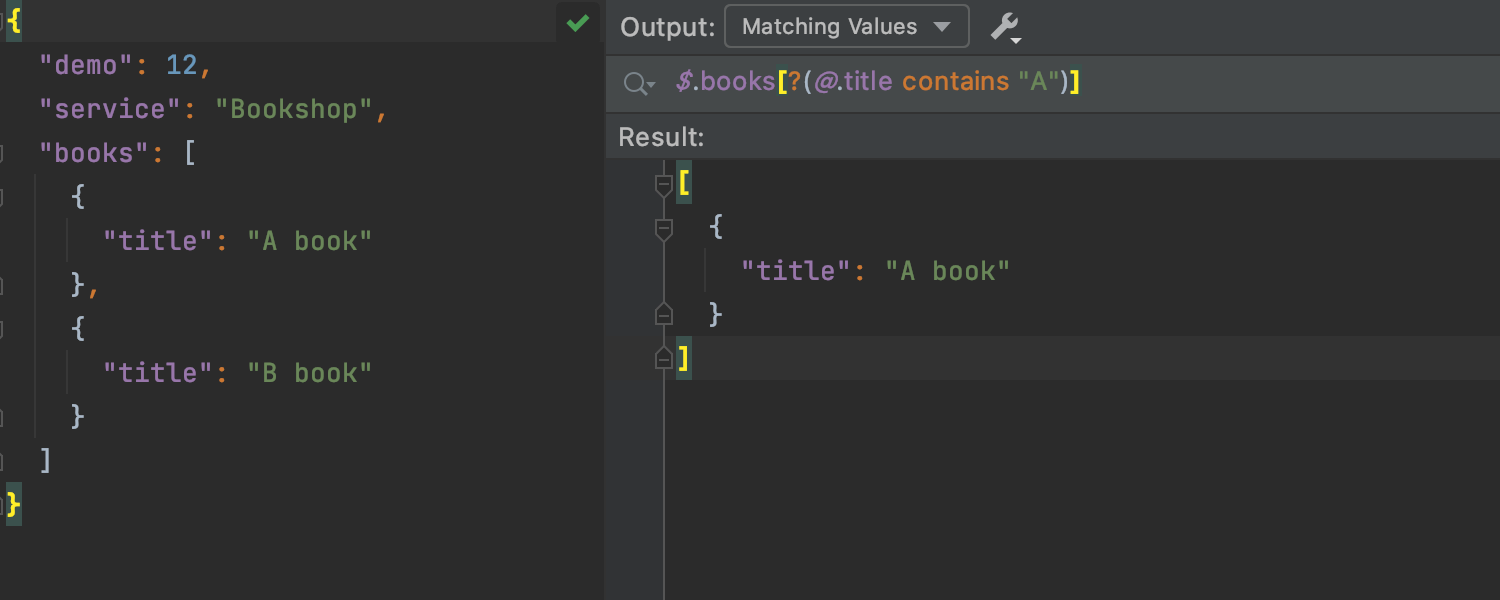 {
"demo": 12,
"service": "Bookshop",
"books": [
{
"title": "A book"
},
{
"title": "B book"
}
]
}
Output: Matching Values
$.books[?(@.title contains "A")]
Result:
[
{
"title": "A book"
}
]